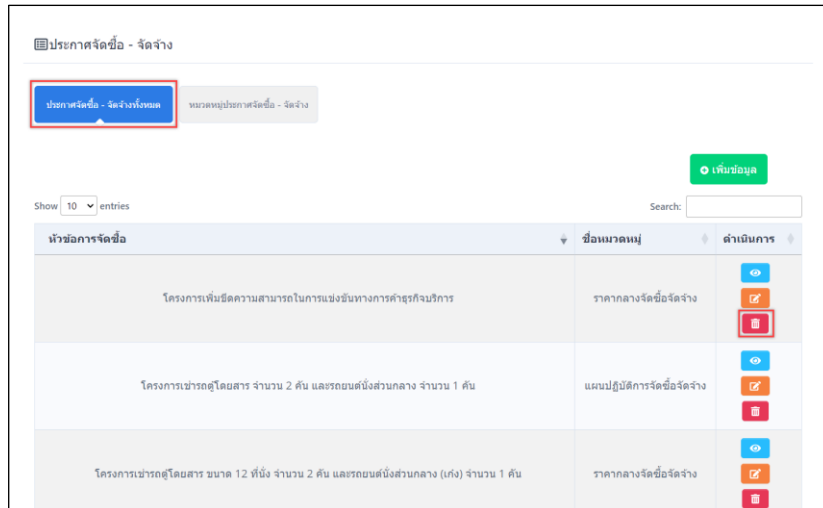 ประกาศจัดซื้อ - จัดจ้าง
ประกาศจัดซื้อ - จัดจ้างทั้งหมด หมวดหมู่ประกาศจัดซื้อ - จัดจ้าง
เพิ่มข้อมูล
Show 10 entries Search:
หัวข้อการจัดซื้อ ชื่อหมวดหมู่ ดำเนินการ
โครงการเพิ่มขีดความสามารถในการแข่งขันทางการค้าธุรกิจบริการ ราคากลางจัดซื้อจัดจ้าง
โครงการเช่ารถตู้โดยสาร จำนวน 2 คัน และรถยนต์นั่งส่วนกลาง จำนวน 1 คัน แผนปฏิบัติการจัดซื้อจัดจ้าง
โครงการเช่ารถตู้โดยสาร ขนาด 12 ที่นั่ง จำนวน 2 คัน และรถยนต์นั่งส่วนกลาง (เก๋ง) จำนวน 1 คัน ราคากลางจัดซื้อจัดจ้าง